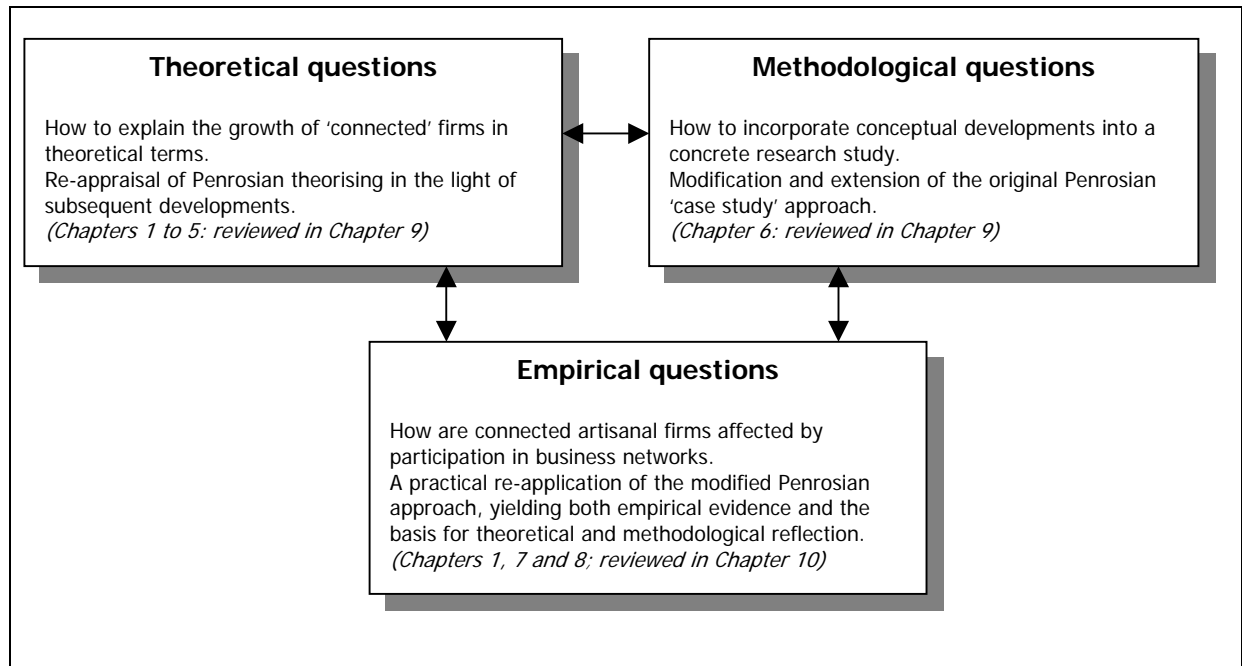 Theoretical questions
How to explain the growth of ‘connected’ firms in
theoretical terms.
Re-appraisal of Penrosian theorising in the light of
subsequent developments.
(Chapters 1 to 5: reviewed in Chapter 9)
Methodological questions
How to incorporate conceptual developments into a
concrete research study.
Modification and extension of the original Penrosian
‘case study’ approach.
(Chapter 6: reviewed in Chapter 9)
Empirical questions
How are connected artisanal firms affected by
participation in business networks.
A practical re-application of the modified Penrosian
approach, yielding both empirical evidence and the
basis for theoretical and methodological reflection.
(Chapters 1, 7 and 8; reviewed in Chapter 10)